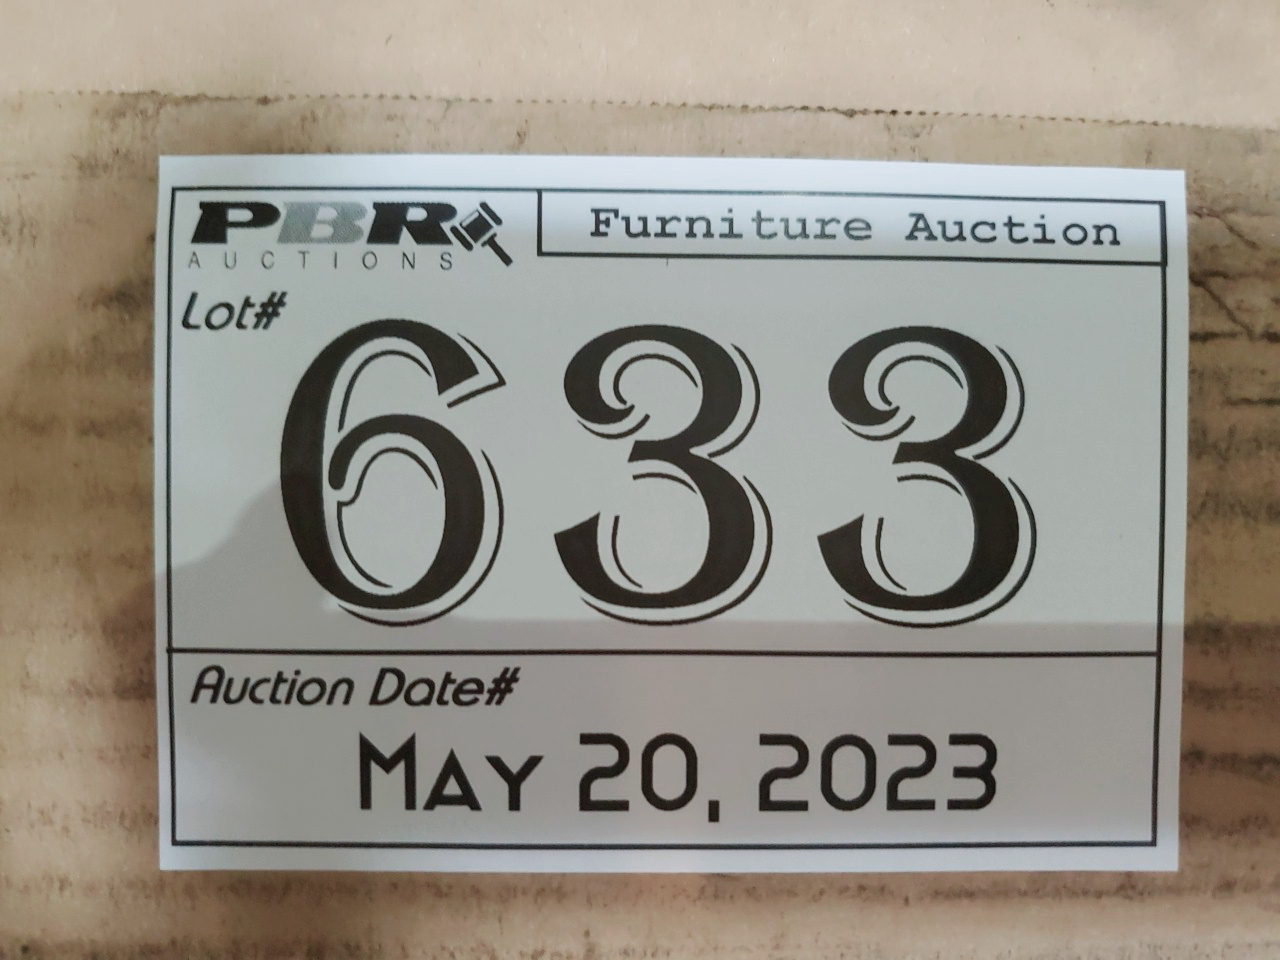 PBR
AUCTIONS
Furniture Auction
Lot#
633
Auction Date#
MAY 20, 2023